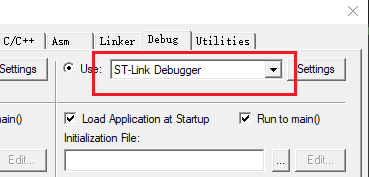 C/C++ Asm Linker Debug Utilities
Settings Use: ST-Link Debugger Settings
ain() Load Application at Startup Run to main()
Initialization File:
Edit... ... Edit...